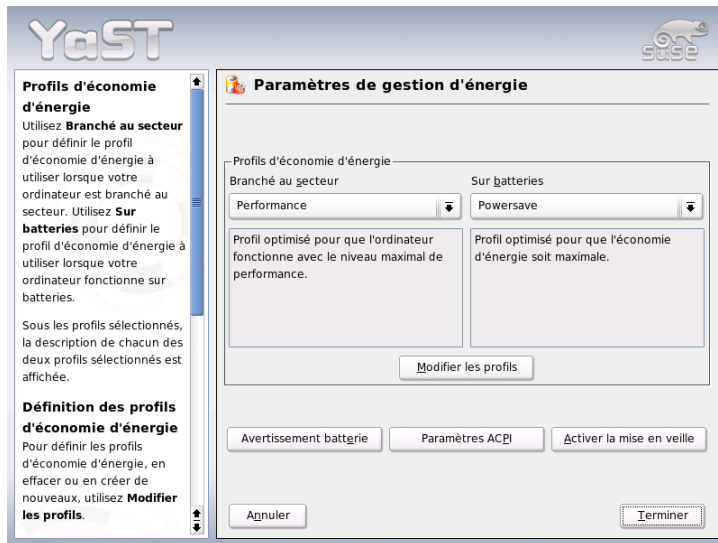 YaST
SUSE
Profils d'économie
d'énergie
Utilisez Branché au secteur
pour définir le profil
d'économie d'énergie à
utiliser lorsque votre
ordinateur est branché au
secteur. Utilisez Sur
batteries pour définir le
profil d'économie d'énergie à
utiliser lorsque votre
ordinateur fonctionne sur
batteries.
Sous les profils sélectionnés,
la description de chacun des
deux profils sélectionnés est
affichée.
Définition des profils
d'économie d'énergie
Pour définir les profils
d'économie d'énergie, en
effacer ou en créer de
nouveaux, utilisez Modifier
les profils.
Paramètres de gestion d'énergie
Profils d'économie d'énergie
Branché au secteur
Performance
Profil optimisé pour que l'ordinateur
fonctionne avec le niveau maximal de
performance.
Sur batteries
Powersave
Profil optimisé pour que l'économie
d'énergie soit maximale.
Modifier les profils
Avertissement batterie
Paramètres ACPI
Activer la mise en veille
Annuler
Terminer